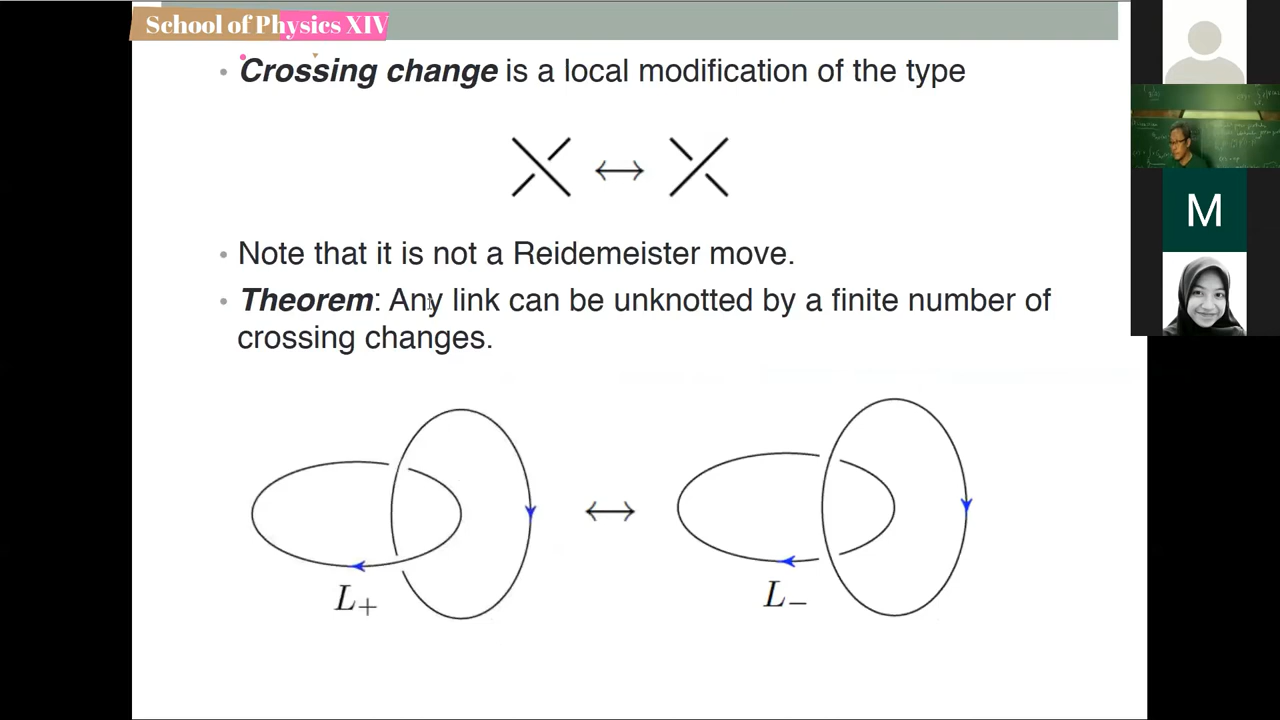 School of Physics XIV
• Crossing change is a local modification of the type
↔
• Note that it is not a Reidemeister move.
• Theorem: Any link can be unknotted by a finite number of
crossing changes.
↔
L₊
L₋
M